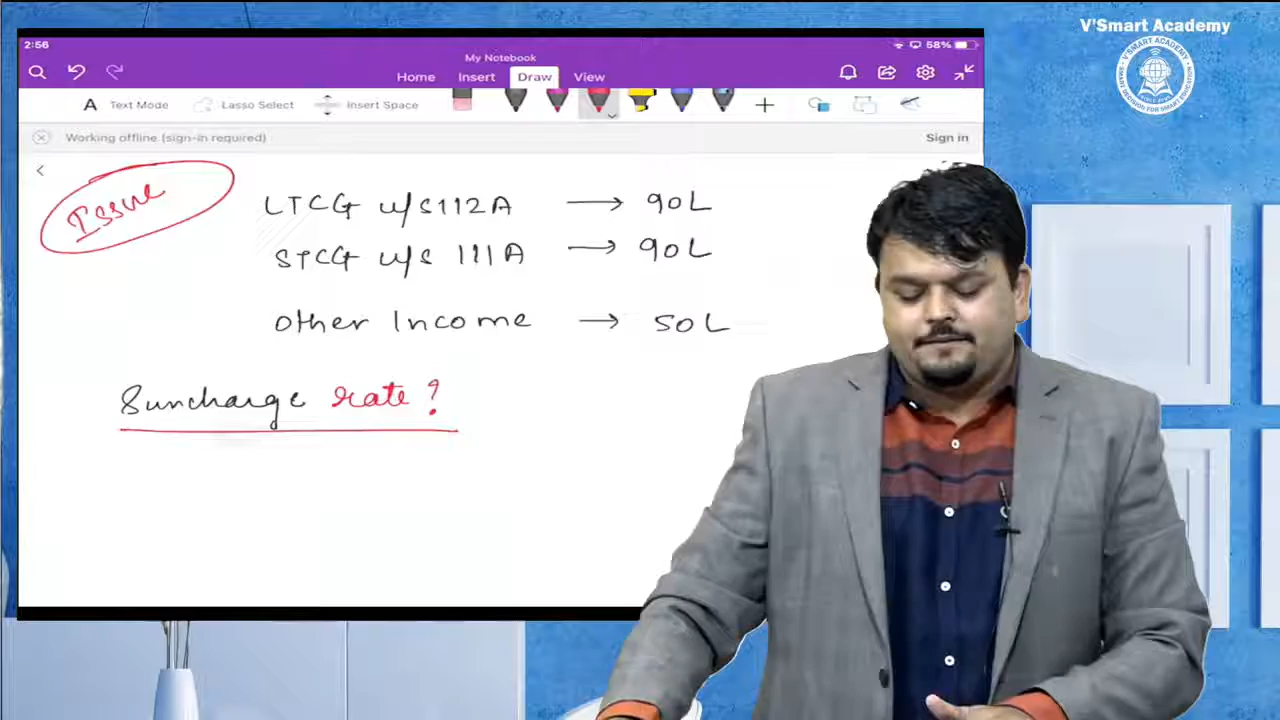 V'Smart Academy
2:56
58%
My Notebook
Home Insert Draw View
A Text Mode Lasso Select Insert Space
Working offline (sign-in required) Sign in
Issue
LTCG u/s 112A → 90L
STCG u/s 111A → 90L
Other Income → 50L
Surcharge rate?